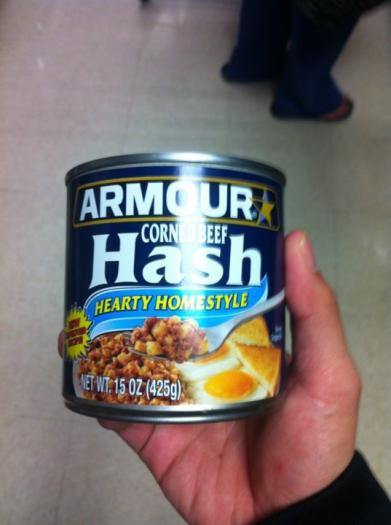 ARMOUR
CORNED BEEF
Hash
HEARTY HOMESTYLE
NET WT. 15 OZ (425g)